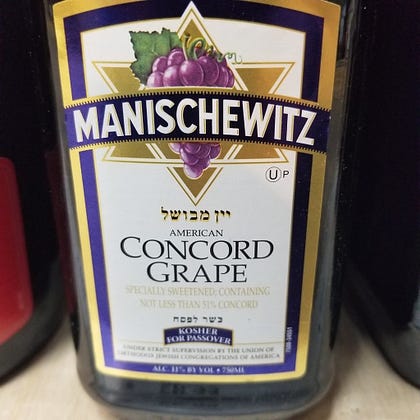 MANISCHEWITZ
Ⓤ P
יין מבושל
AMERICAN
CONCORD
GRAPE
SPECIALLY SWEETENED; CONTAINING
NOT LESS THAN 51% CONCORD
כשר לפסח
KOSHER
FOR PASSOVER
UNDER STRICT SUPERVISION BY THE UNION OF
ORTHODOX JEWISH CONGREGATIONS OF AMERICA
ALC. 11% BY VOL • 750ML